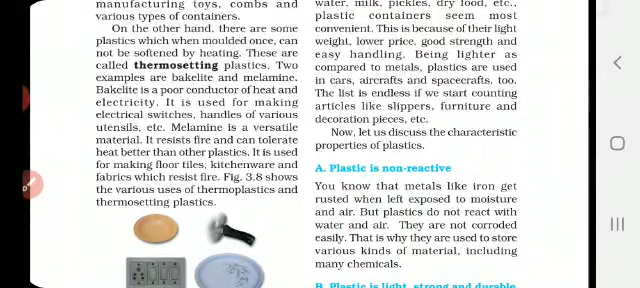 manufacturing toys, combs and
various types of containers.
On the other hand, there are some
plastics which when moulded once, can
not be softened by heating. These are
called thermosetting plastics. Two
examples are bakelite and melamine.
Bakelite is a poor conductor of heat and
electricity. It is used for making
electrical switches, handles of various
utensils, etc. Melamine is a versatile
material. It resists fire and can tolerate
heat better than other plastics. It is used
for making floor tiles, kitchenware and
fabrics which resist fire. Fig. 3.8 shows
the various uses of thermoplastics and
thermosetting plastics.
water, milk, pickles, dry food, etc.,
plastic containers seem most
convenient. This is because of their light
weight, lower price, good strength and
easy handling. Being lighter as
compared to metals, plastics are used
in cars, aircrafts and spacecrafts, too.
The list is endless if we start counting
articles like slippers, furniture and
decoration pieces, etc.
Now, let us discuss the characteristic
properties of plastics.
A. Plastic is non-reactive
You know that metals like iron get
rusted when left exposed to moisture
and air. But plastics do not react with
water and air. They are not corroded
easily. That is why they are used to store
various kinds of material, including
many chemicals.
B. Plastic is light, strong and durable